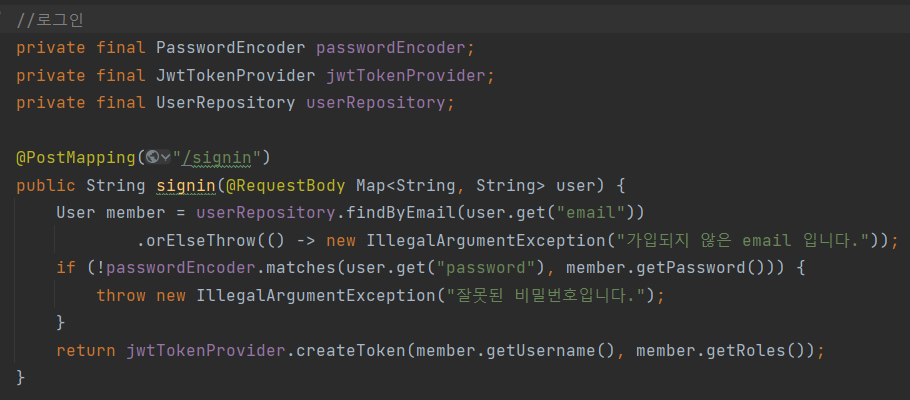 //로그인
private final PasswordEncoder passwordEncoder;
private final JwtTokenProvider jwtTokenProvider;
private final UserRepository userRepository;
@PostMapping("/signin")
public String signin(@RequestBody Map<String, String> user) {
User member = userRepository.findByEmail(user.get("email"))
.orElseThrow(() -> new IllegalArgumentException("가입되지 않은 email 입니다."));
if (!passwordEncoder.matches(user.get("password"), member.getPassword())) {
throw new IllegalArgumentException("잘못된 비밀번호입니다.");
}
return jwtTokenProvider.createToken(member.getUsername(), member.getRoles());
}